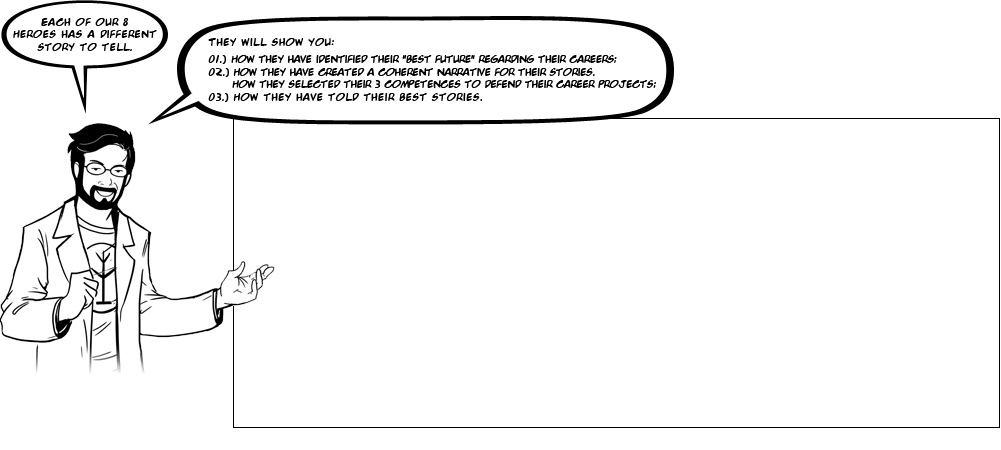 EACH OF OUR 8
HEROES HAS A DIFFERENT
STORY TO TELL.
THEY WILL SHOW YOU:
01.) HOW THEY HAVE IDENTIFIED THEIR "BEST FUTURE" REGARDING THEIR CAREERS;
02.) HOW THEY HAVE CREATED A COHERENT NARRATIVE FOR THEIR STORIES.
HOW THEY SELECTED THEIR 3 COMPETENCES TO DEFEND THEIR CAREER PROJECTS;
03.) HOW THEY HAVE TOLD THEIR BEST STORIES.